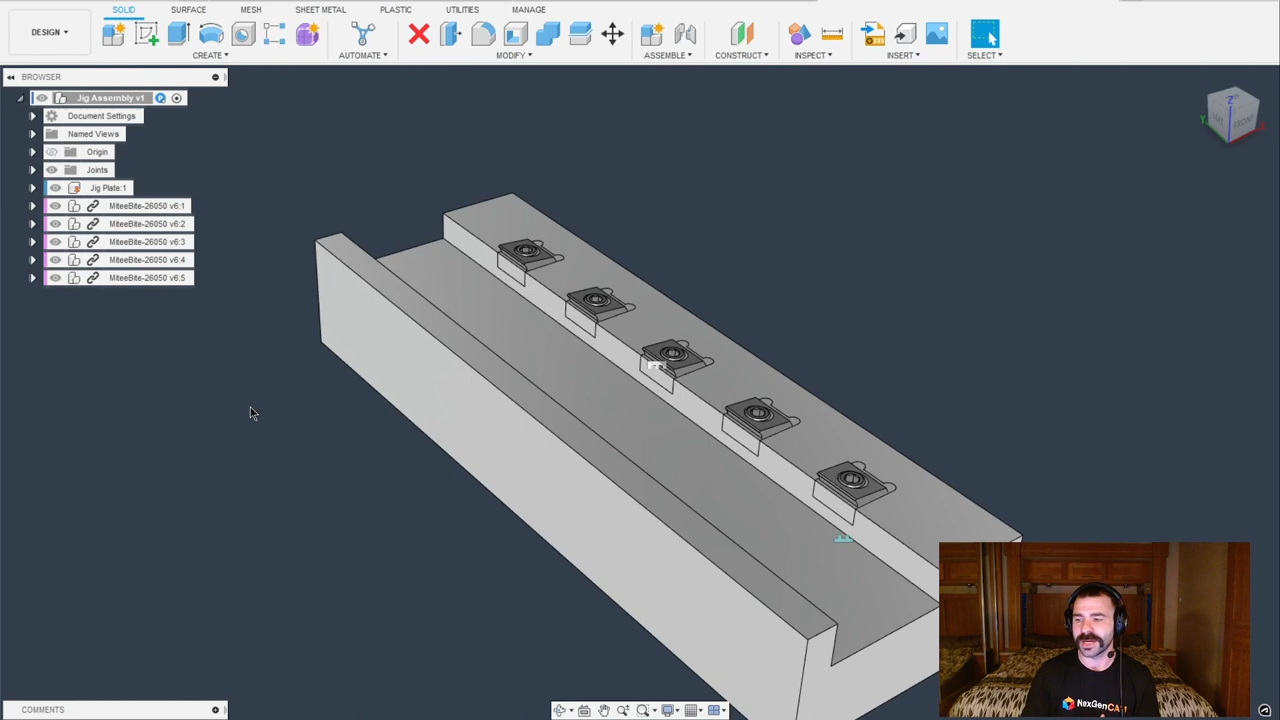 SOLID SURFACE MESH SHEET METAL PLASTIC UTILITIES MANAGE
DESIGN
CREATE AUTOMATE MODIFY ASSEMBLE CONSTRUCT INSPECT INSERT SELECT
BROWSER
Jig Assembly v1
Document Settings
Named Views
Origin
Joints
Jig Plate:1
MiteeBite-26050 v6:1
MiteeBite-26050 v6:2
MiteeBite-26050 v6:3
MiteeBite-26050 v6:4
MiteeBite-26050 v6:5
Z
Y
X
FRONT
NexGenCAM
COMMENTS